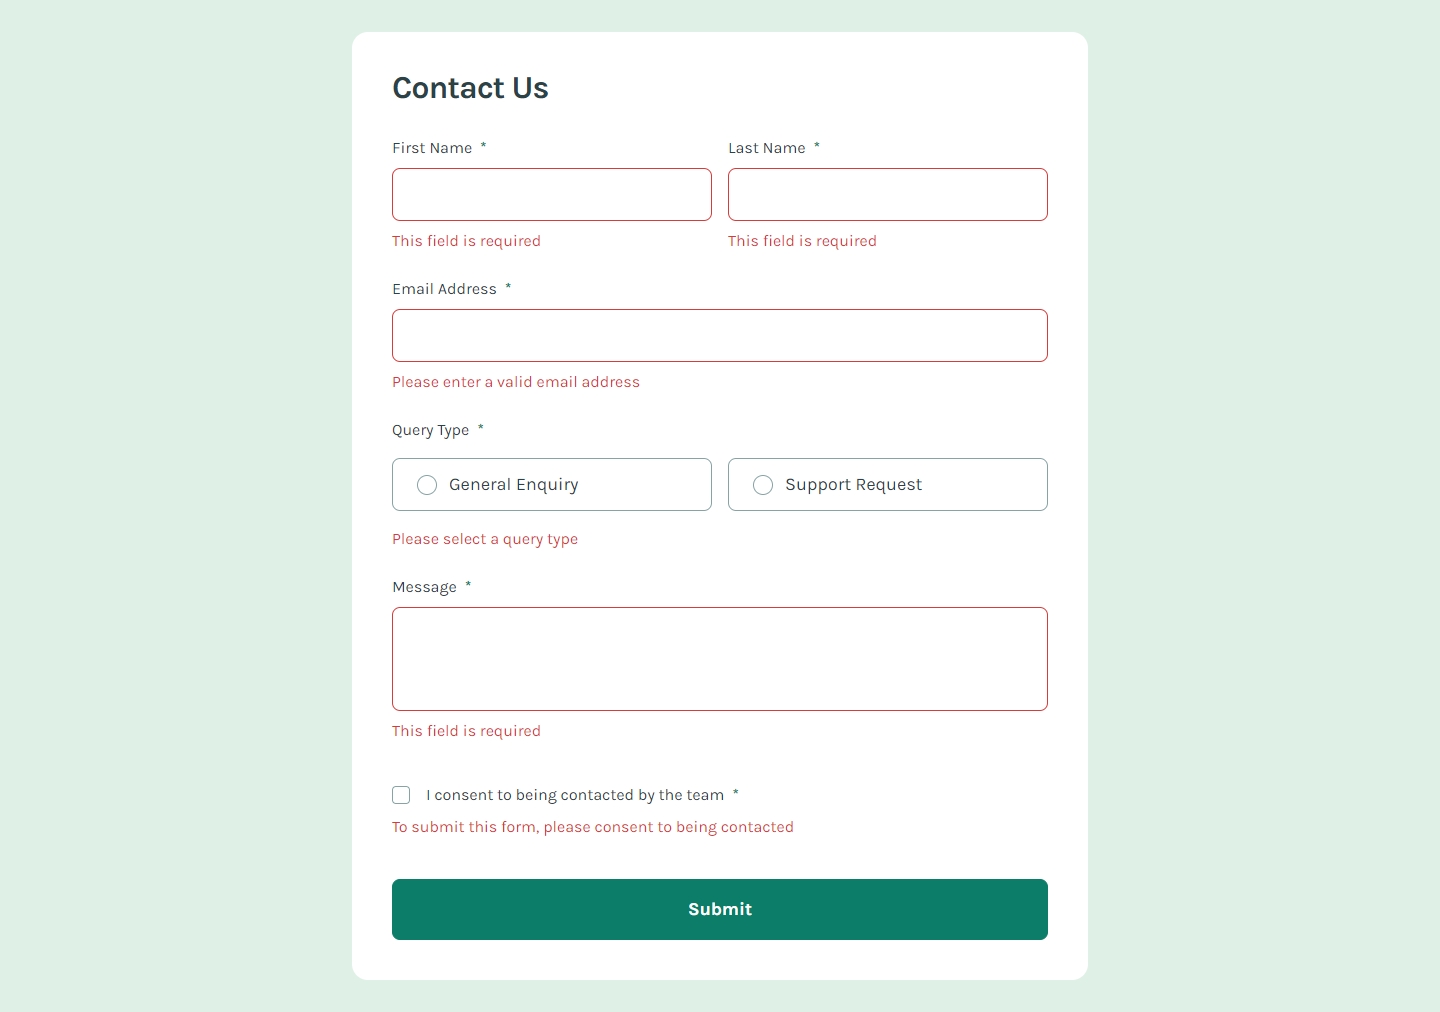 Contact Us
First Name *
Last Name *
This field is required
This field is required
Email Address *
Please enter a valid email address
Query Type *
General Enquiry
Support Request
Please select a query type
Message *
This field is required
I consent to being contacted by the team *
To submit this form, please consent to being contacted
Submit